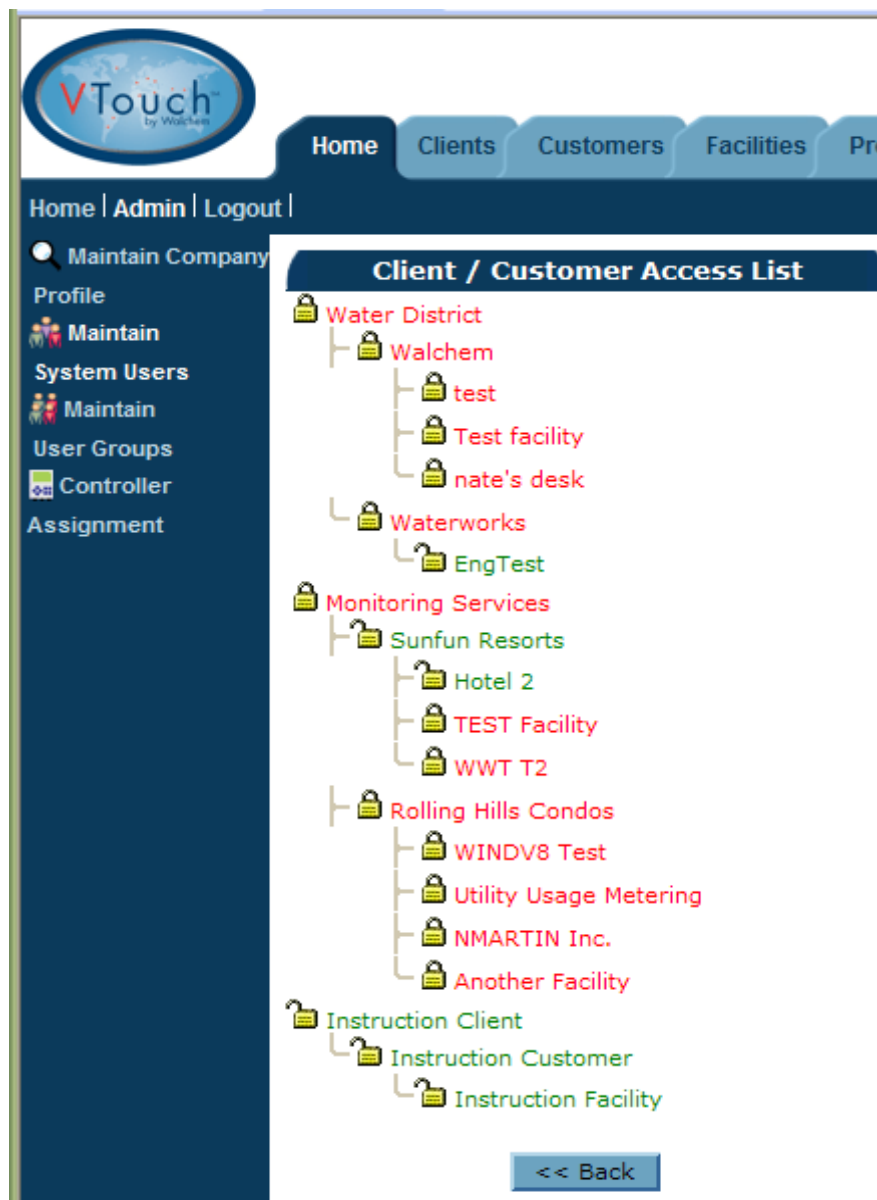 VTouch™
by Walchem
Home Clients Customers Facilities Pr
Home | Admin | Logout |
Maintain Company
Profile
Maintain
System Users
Maintain
User Groups
Controller
Assignment
Client / Customer Access List
Water District
Walchem
test
Test facility
nate's desk
Waterworks
EngTest
Monitoring Services
Sunfun Resorts
Hotel 2
TEST Facility
WWT T2
Rolling Hills Condos
WINDV8 Test
Utility Usage Metering
NMARTIN Inc.
Another Facility
Instruction Client
Instruction Customer
Instruction Facility
<< Back